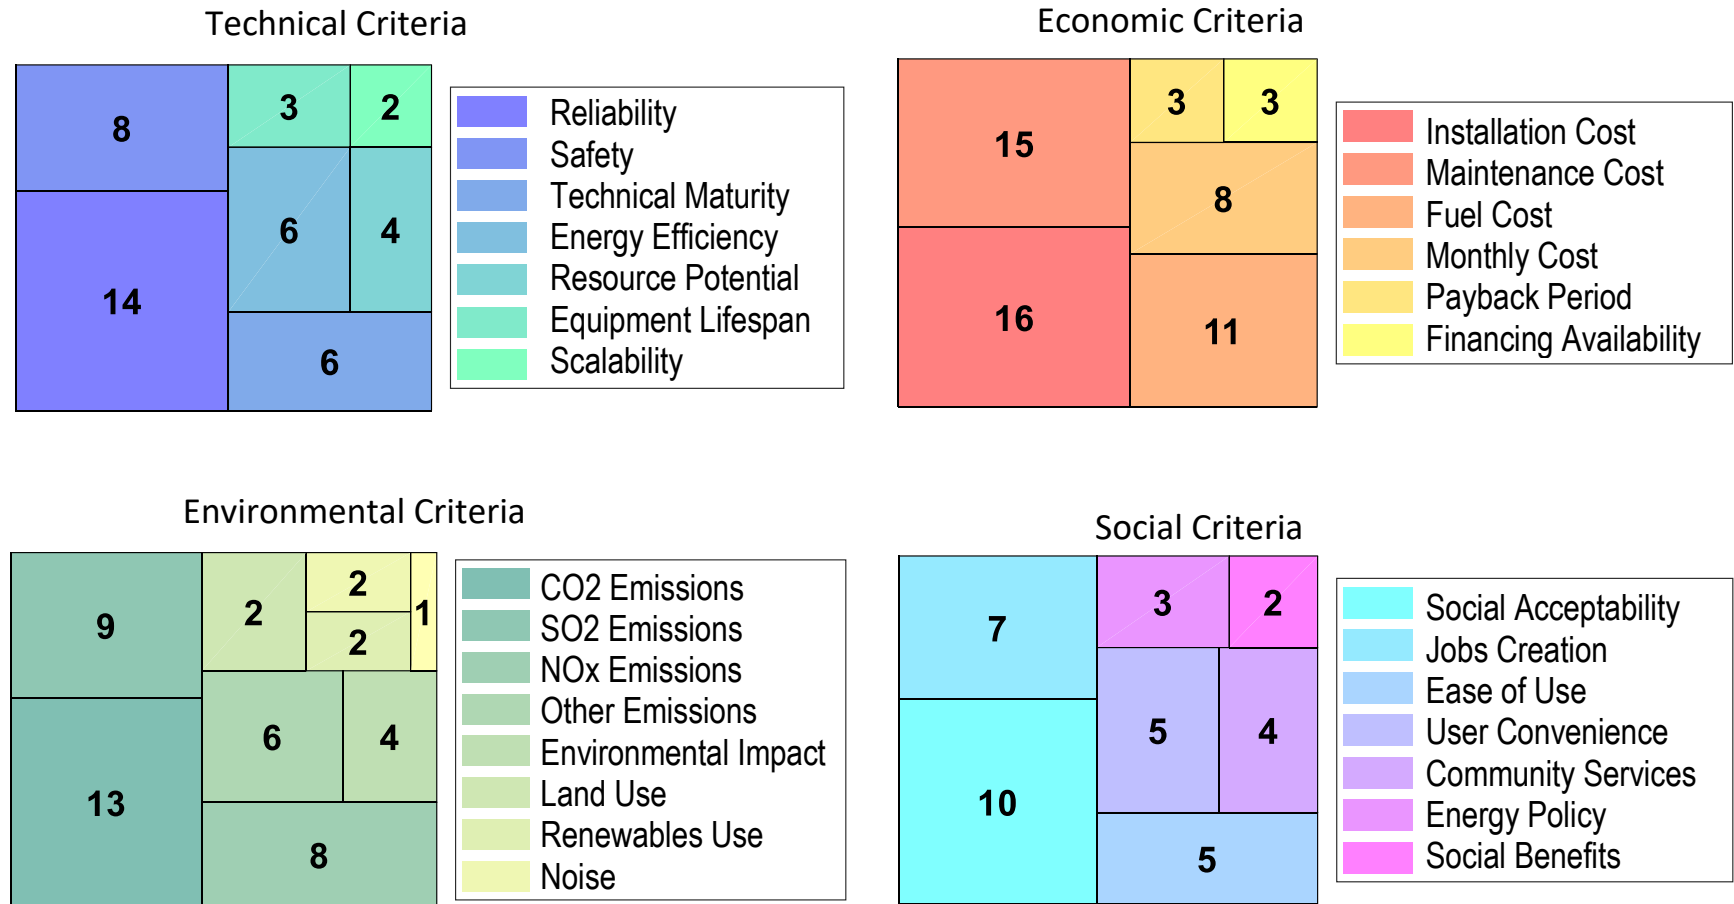 Technical Criteria
8
3
2
6
4
14
6
Reliability
Safety
Technical Maturity
Energy Efficiency
Resource Potential
Equipment Lifespan
Scalability
Economic Criteria
15
3
3
8
16
11
Installation Cost
Maintenance Cost
Fuel Cost
Monthly Cost
Payback Period
Financing Availability
Environmental Criteria
9
2
2
2
1
6
4
13
8
CO2 Emissions
SO2 Emissions
NOx Emissions
Other Emissions
Environmental Impact
Land Use
Renewables Use
Noise
Social Criteria
7
3
2
5
4
10
5
Social Acceptability
Jobs Creation
Ease of Use
User Convenience
Community Services
Energy Policy
Social Benefits